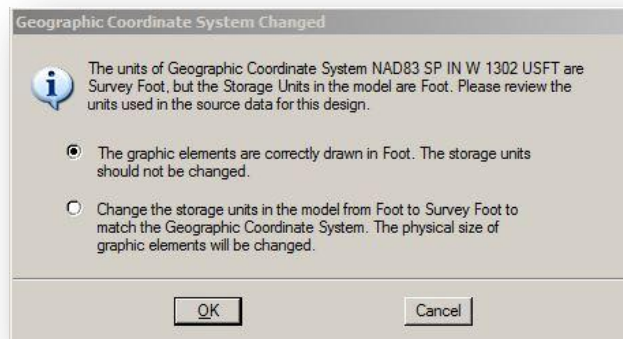 Geographic Coordinate System Changed
The units of Geographic Coordinate System NAD83 SP IN W 1302 USFT are
Survey Foot, but the Storage Units in the model are Foot. Please review the
units used in the source data for this design.
The graphic elements are correctly drawn in Foot. The storage units
should not be changed.
Change the storage units in the model from Foot to Survey Foot to
match the Geographic Coordinate System. The physical size of
graphic elements will be changed.
OK
Cancel